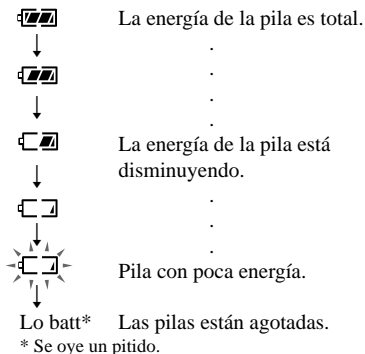 La energía de la pila es total.
.
.
.
.
La energía de la pila está
disminuyendo.
.
.
.
Pila con poca energía.
Lo batt* Las pilas están agotadas.
* Se oye un pitido.